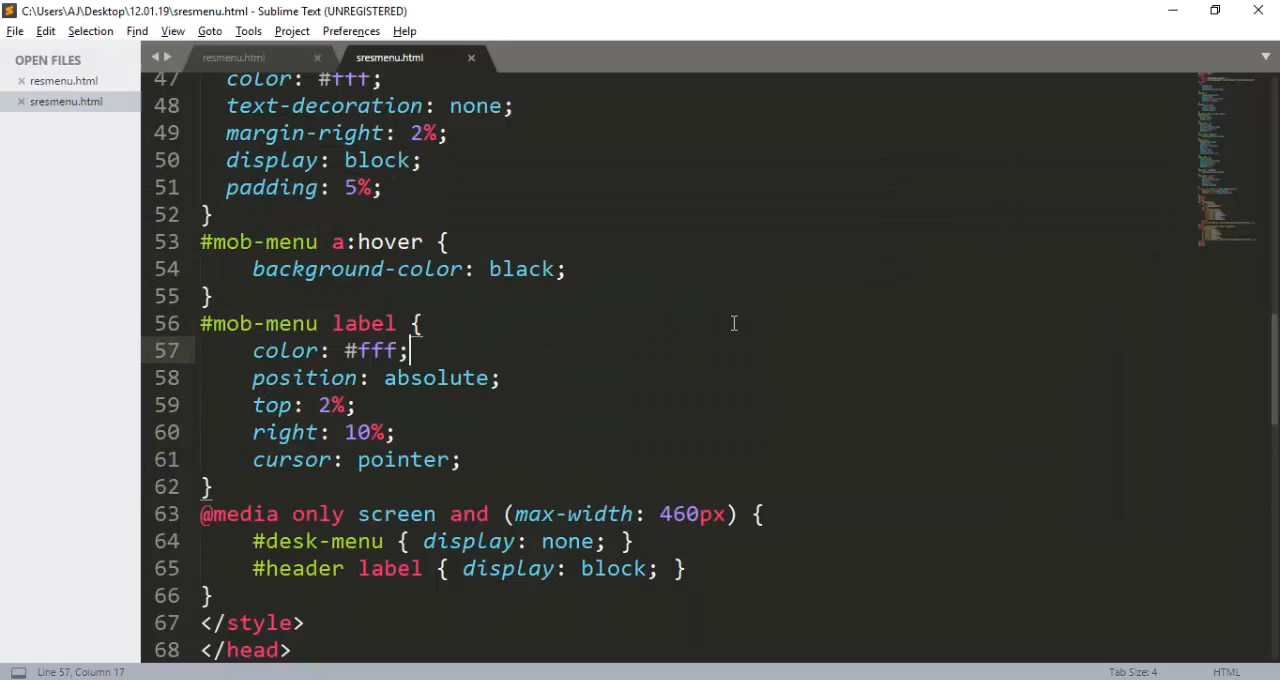 C:\Users\AJ\Desktop\12.01.19\sresmenu.html - Sublime Text (UNREGISTERED)
File Edit Selection Find View Goto Tools Project Preferences Help
OPEN FILES
resmenu.html
sresmenu.html
resmenu.html
sresmenu.html
47 color: #fff;
48 text-decoration: none;
49 margin-right: 2%;
50 display: block;
51 padding: 5%;
52 }
53 #mob-menu a:hover {
54 background-color: black;
55 }
56 #mob-menu label {
57 color: #fff;
58 position: absolute;
59 top: 2%;
60 right: 10%;
61 cursor: pointer;
62 }
63 @media only screen and (max-width: 460px) {
64 #desk-menu { display: none; }
65 #header label { display: block; }
66 }
67 </style>
68 </head>
Line 57, Column 17
Tab Size: 4
HTML